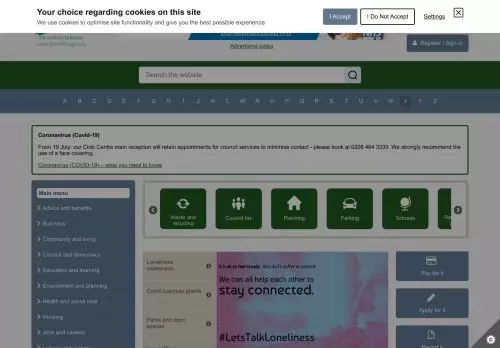 Your choice regarding cookies on this site
We use cookies to optimise site functionality and give you the best possible experience
I Accept
I Do Not Accept
Settings
Advertise policy
Register / Sign in
Search the website
A B C D E F G H I J K L M N O P Q R S T U V W X Y Z
Coronavirus (Covid-19)
From 19 July, our Civic Centre main reception will retain appointments for council services to minimise contact - please book at 0208 464 3333. We strongly recommend the
use of a face covering.
Coronavirus (COVID-19) – what you need to know
Main menu
Advice and benefits
Business
Community and living
Council and democracy
Education and learning
Environment and planning
Health and social care
Housing
Jobs and careers
Waste and
recycling
Council tax
Planning
Parking
Schools
Loneliness
awareness
Covid business grants
Parks and open
spaces
It's ok to feel lonely. But don't suffer in silence.
We can all help each other to
stay connected.
#LetsTalkLoneliness
Pay for it
Apply for it
Report it